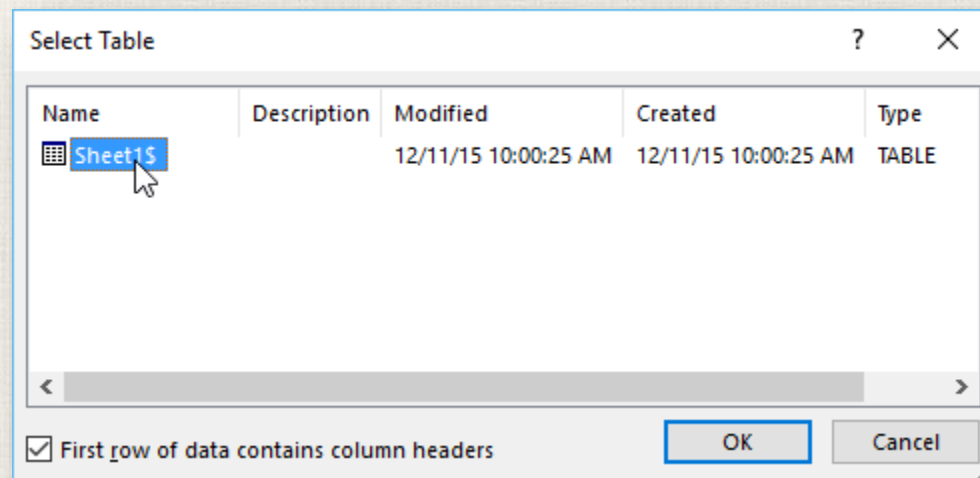 Select Table
?
Name Description Modified Created Type
Sheet1$ 12/11/15 10:00:25 AM 12/11/15 10:00:25 AM TABLE
First row of data contains column headers OK Cancel